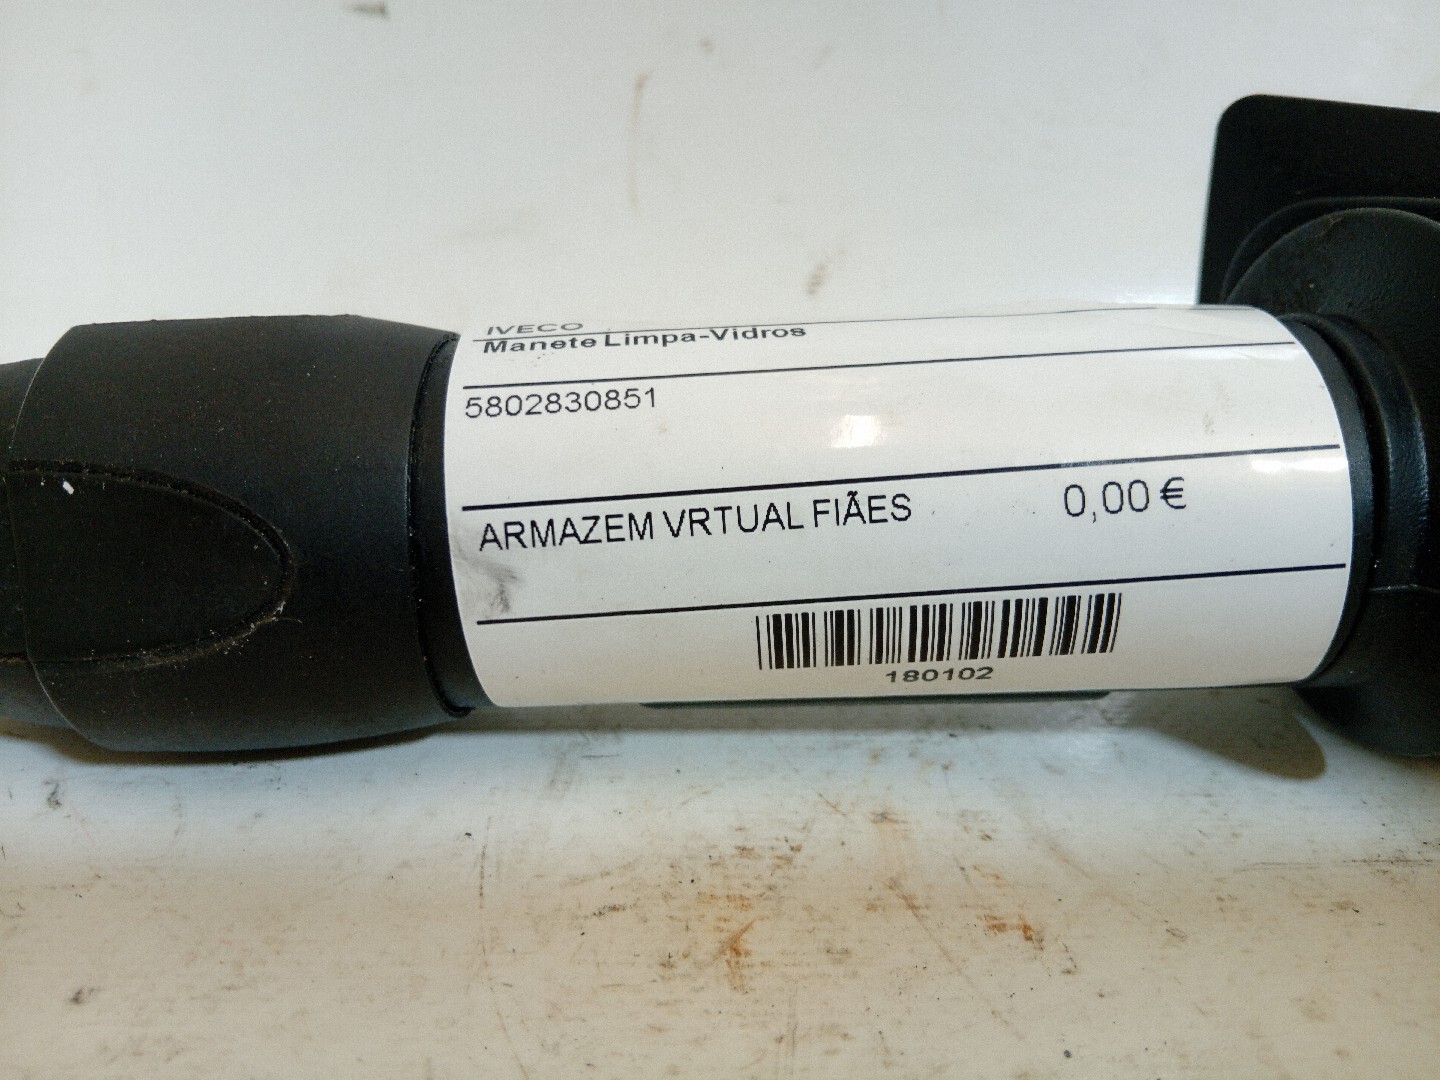 IVECO
Manete Limpa-Vidros
5802830851
ARMAZEM VRTUAL FIÃES 0,00 €
180102